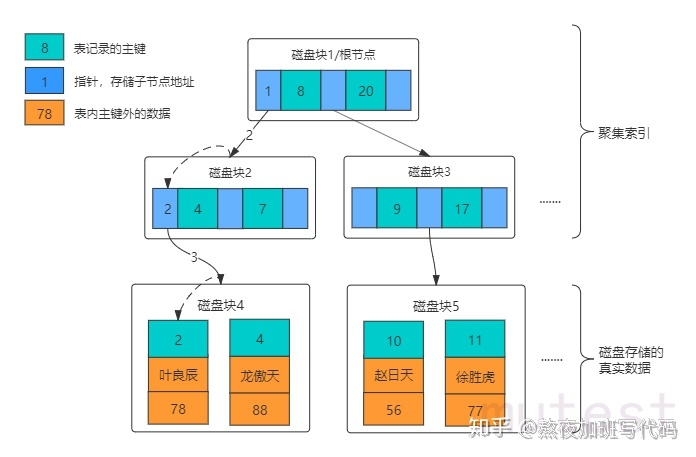 8 表记录的主键
1 指针，存储子节点地址
78 表内主键外的数据
磁盘块1/根节点
1 8 20
2
聚集索引
磁盘块2
2 4 7
磁盘块3
9 17
.......
3
磁盘块4
2 4
叶良辰 龙傲天
78 88
磁盘块5
10 11
赵日天 徐胜虎
56 77
.......
磁盘存储的
真实数据
mutest
知乎 @熬夜加班写代码